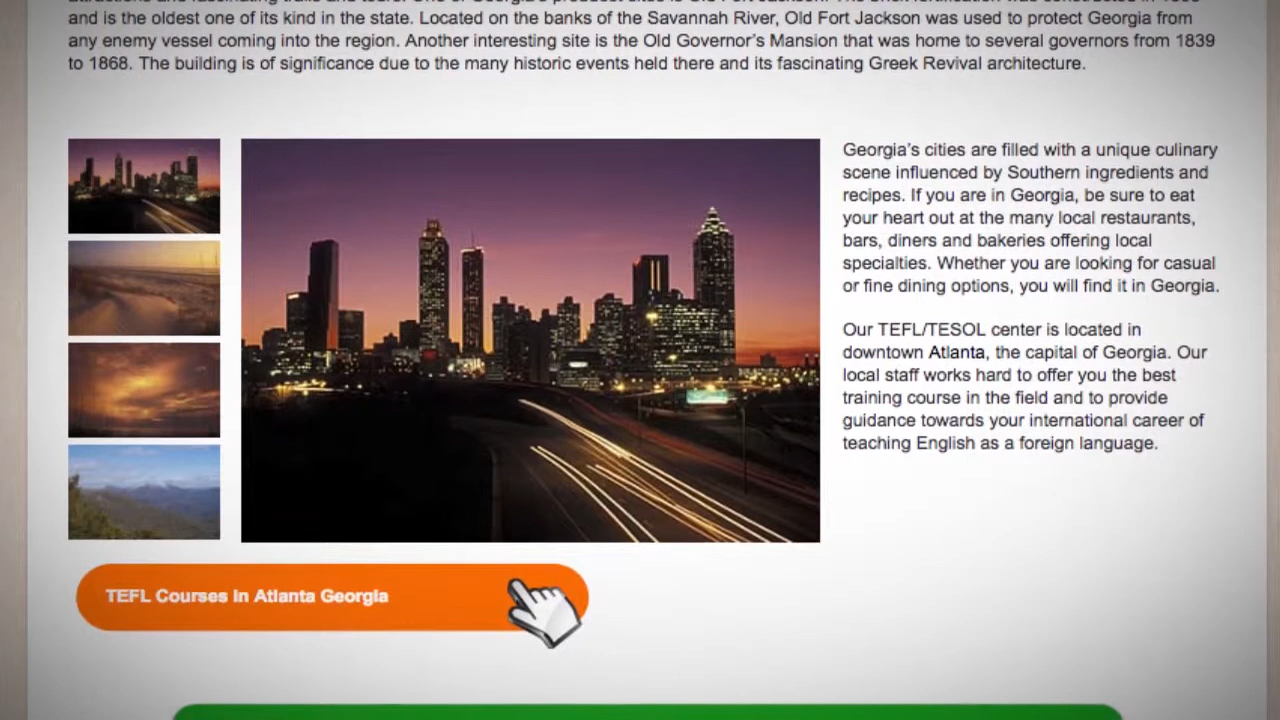 and is the oldest one of its kind in the state. Located on the banks of the Savannah River, Old Fort Jackson was used to protect Georgia from
any enemy vessel coming into the region. Another interesting site is the Old Governor's Mansion that was home to several governors from 1839
to 1868. The building is of significance due to the many historic events held there and its fascinating Greek Revival architecture.
Georgia's cities are filled with a unique culinary
scene influenced by Southern ingredients and
recipes. If you are in Georgia, be sure to eat
your heart out at the many local restaurants,
bars, diners and bakeries offering local
specialties. Whether you are looking for casual
or fine dining options, you will find it in Georgia.
Our TEFL/TESOL center is located in
downtown Atlanta, the capital of Georgia. Our
local staff works hard to offer you the best
training course in the field and to provide
guidance towards your international career of
teaching English as a foreign language.
TEFL Courses in Atlanta Georgia